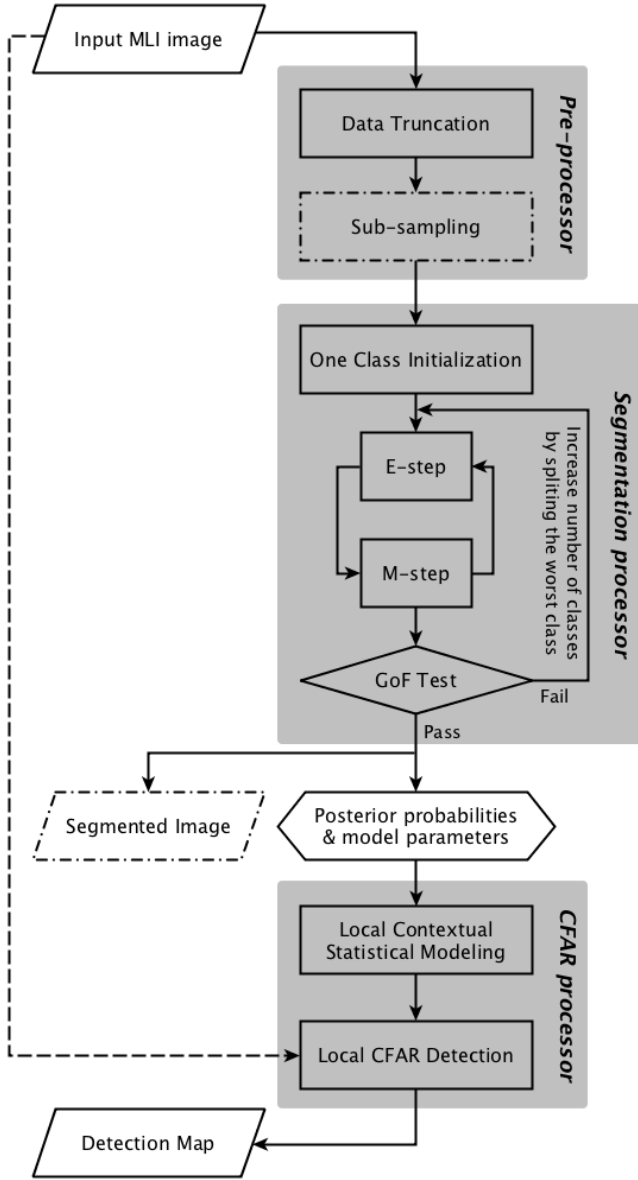 Input MLI image
Pre-processor
Data Truncation
Sub-sampling
One Class Initialization
Segmentation processor
Increase number of classes
by spliting the worst class
E-step
M-step
GoF Test
Fail
Pass
Segmented Image
Posterior probabilities
& model parameters
CFAR processor
Local Contextual
Statistical Modeling
Local CFAR Detection
Detection Map